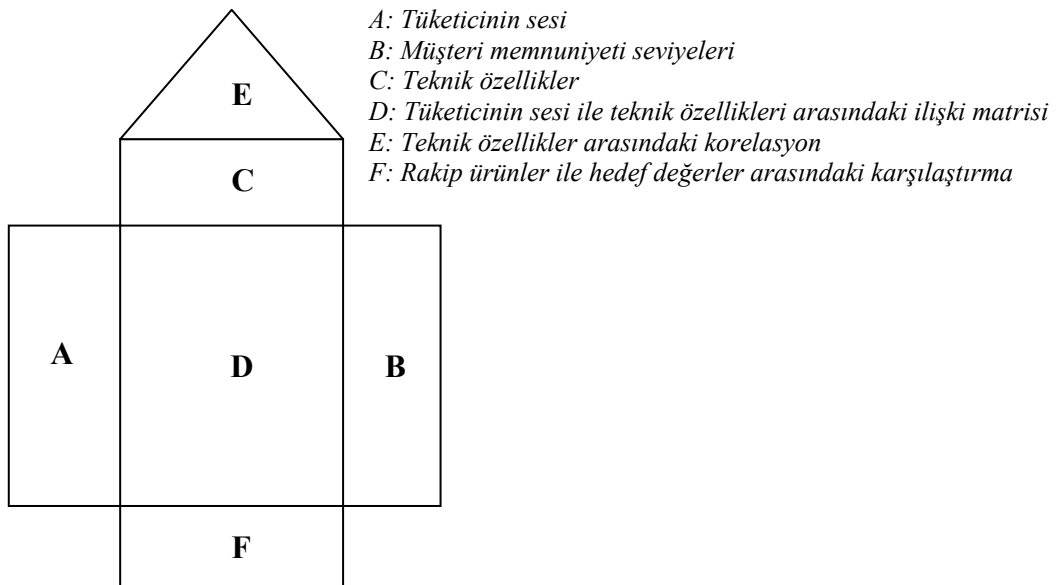 A: Tüketicinin sesi
B: Müşteri memnuniyeti seviyeleri
C: Teknik özellikler
D: Tüketicinin sesi ile teknik özellikleri arasındaki ilişki matrisi
E: Teknik özellikler arasındaki korelasyon
F: Rakip ürünler ile hedef değerler arasındaki karşılaştırma
E
C
A
D
B
F